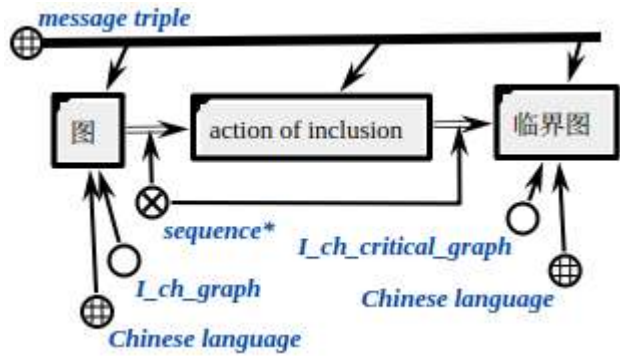 message triple
图
action of inclusion
临界图
sequence*
I_ch_critical_graph
I_ch_graph
Chinese language
Chinese language